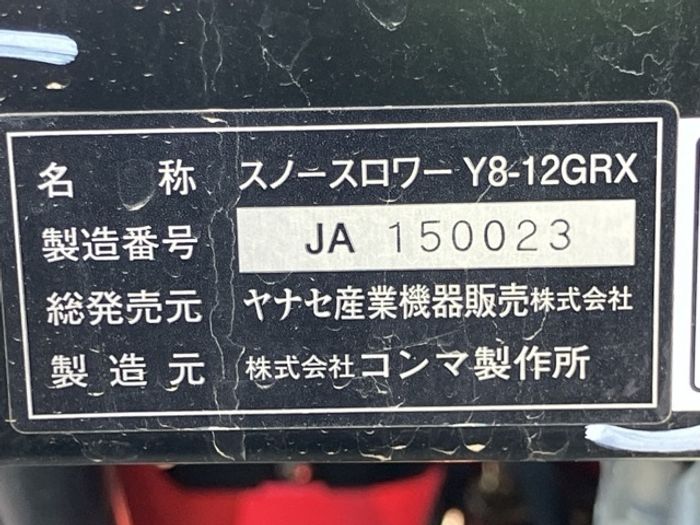 名称 スノースロワー Y8-12GRX
製造番号 JA 150023
総発売元 ヤナセ産業機器販売株式会社
製造元 株式会社コンマ製作所